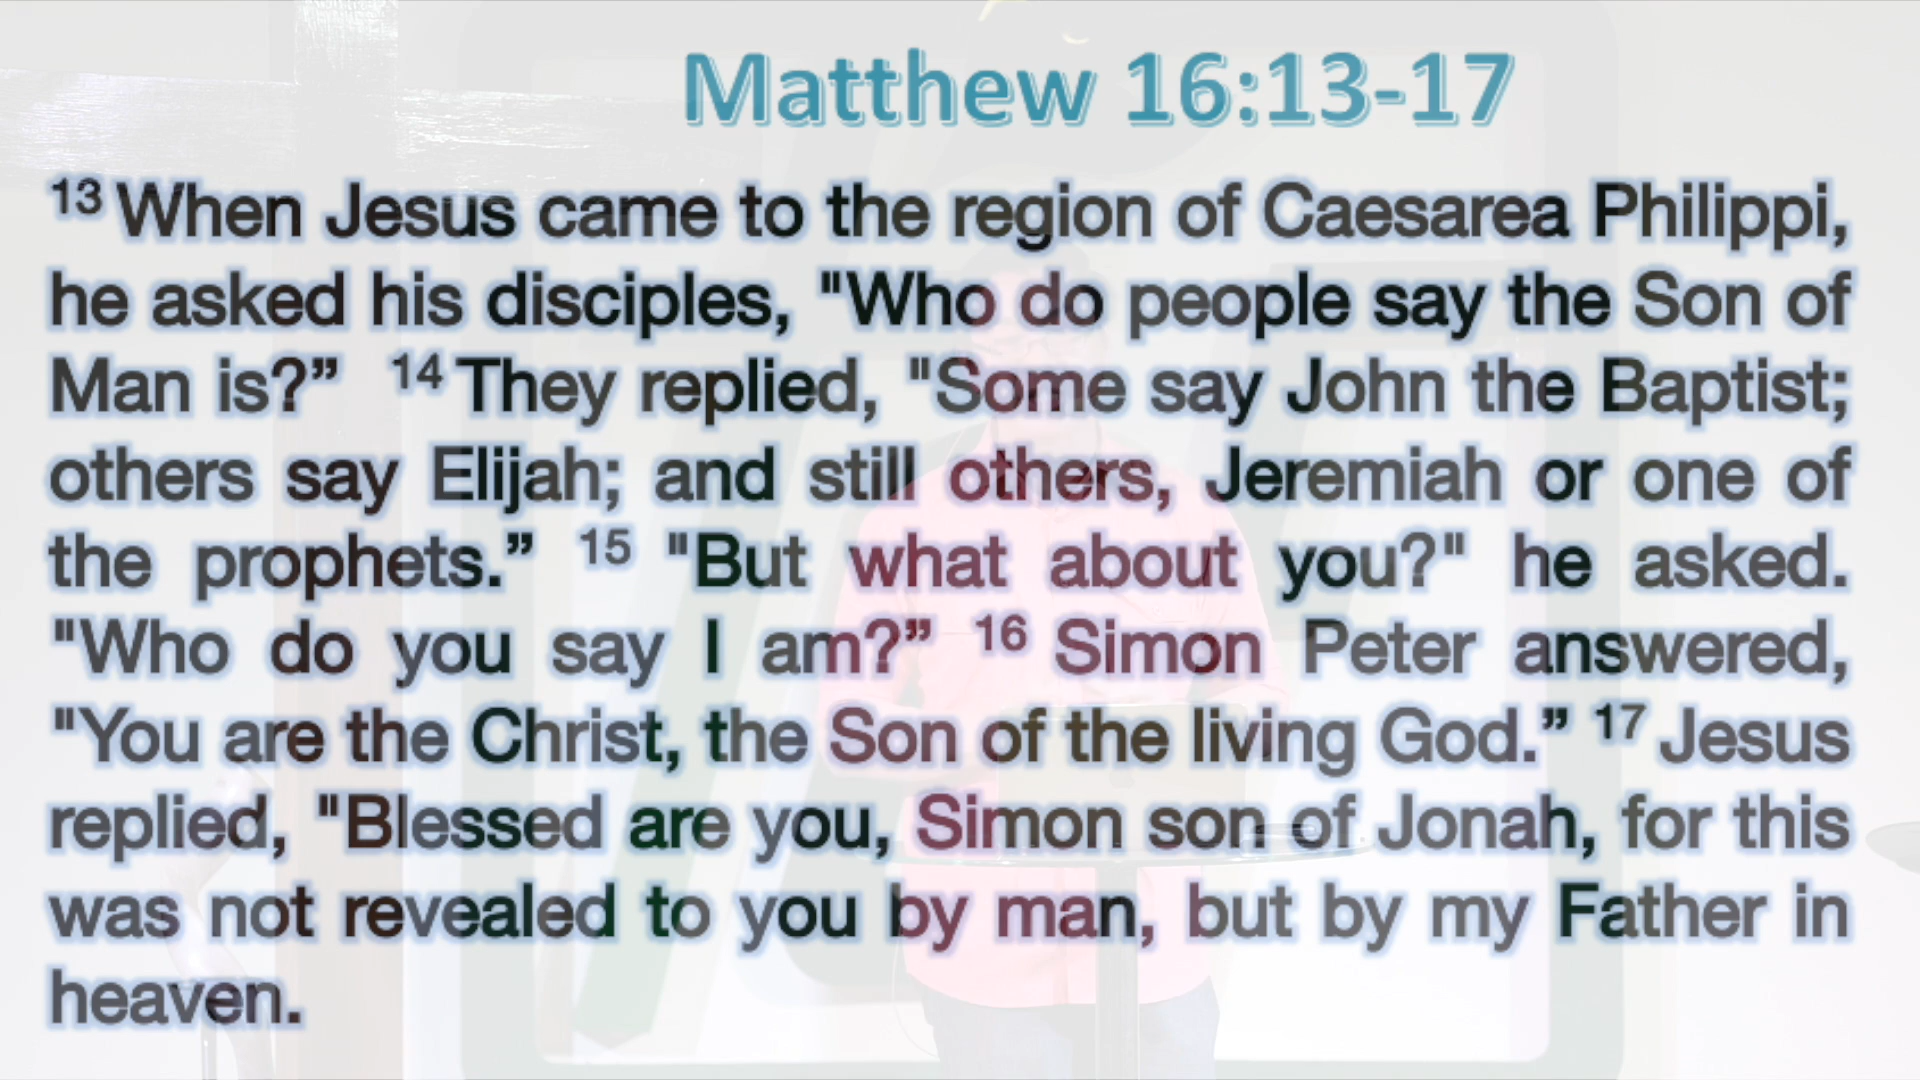 Matthew 16:13-17
13 When Jesus came to the region of Caesarea Philippi,
he asked his disciples, "Who do people say the Son of
Man is?” 14 They replied, "Some say John the Baptist;
others say Elijah; and still others, Jeremiah or one of
the prophets.” 15 "But what about you?" he asked.
"Who do you say I am?” 16 Simon Peter answered,
"You are the Christ, the Son of the living God.” 17 Jesus
replied, "Blessed are you, Simon son of Jonah, for this
was not revealed to you by man, but by my Father in
heaven.